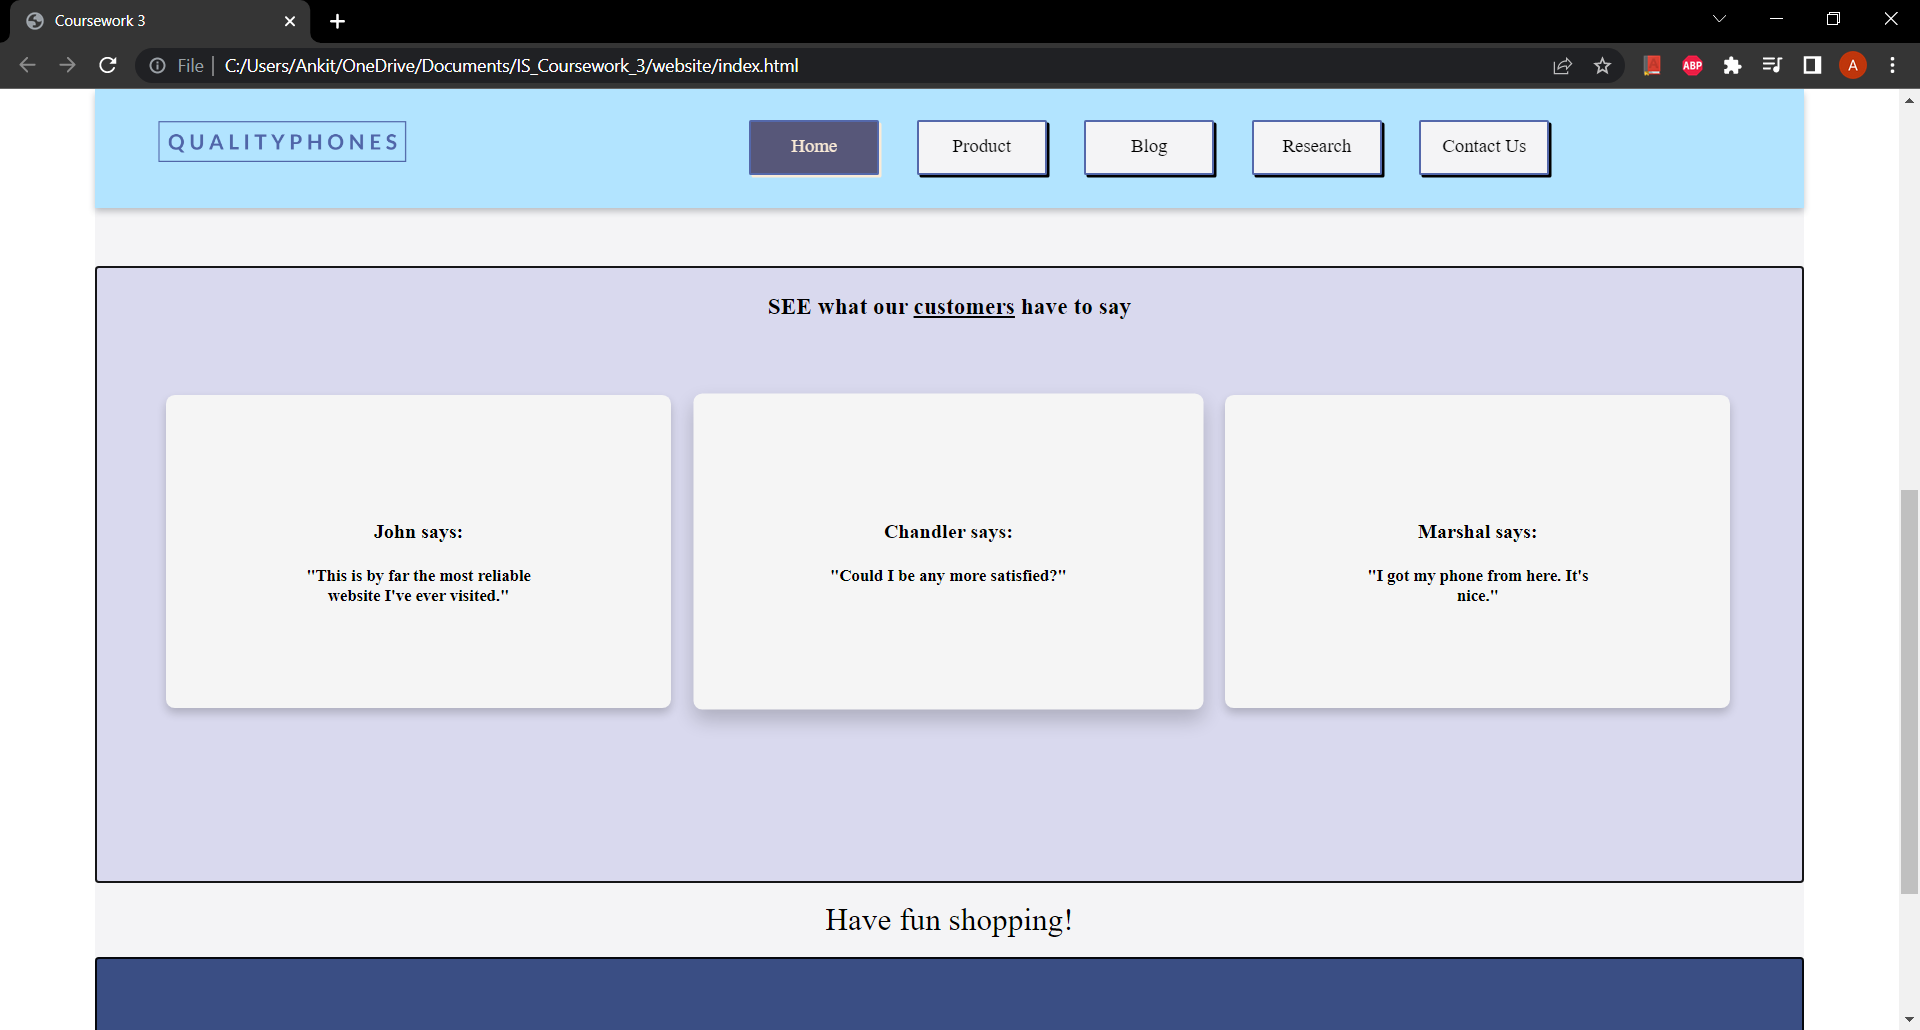 Coursework 3
File
C:/Users/Ankit/OneDrive/Documents/IS_Coursework_3/website/index.html
ABP
A
QUALITYPHONES
Home
Product
Blog
Research
Contact Us
SEE what our customers have to say
John says:
"This is by far the most reliable
website I've ever visited."
Chandler says:
"Could I be any more satisfied?"
Marshal says:
"I got my phone from here. It's
nice."
Have fun shopping!